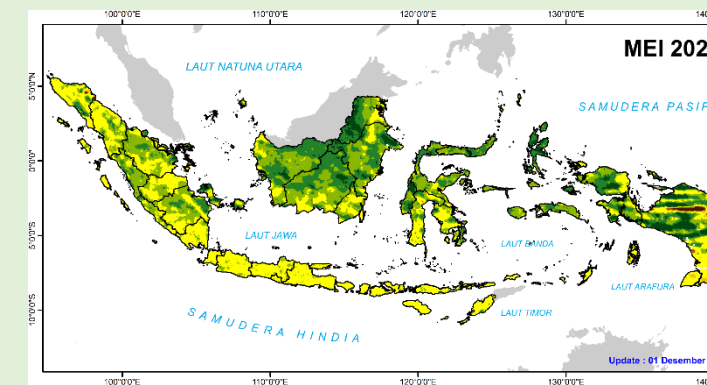 100°0'0"E 110°0'0"E 120°0'0"E 130°0'0"E 140
MEI 202
LAUT NATUNA UTARA
5°0'0"N
SAMUDERA PASIF
0°0'0"
LAUT JAWA
LAUT BANDA
5°0'0"S
LAUT ARAFURA
10°0'0"S
SAMUDERA HINDIA
LAUT TIMOR
Update : 01 Desember
100°0'0"E 110°0'0"E 120°0'0"E 130°0'0"E 140